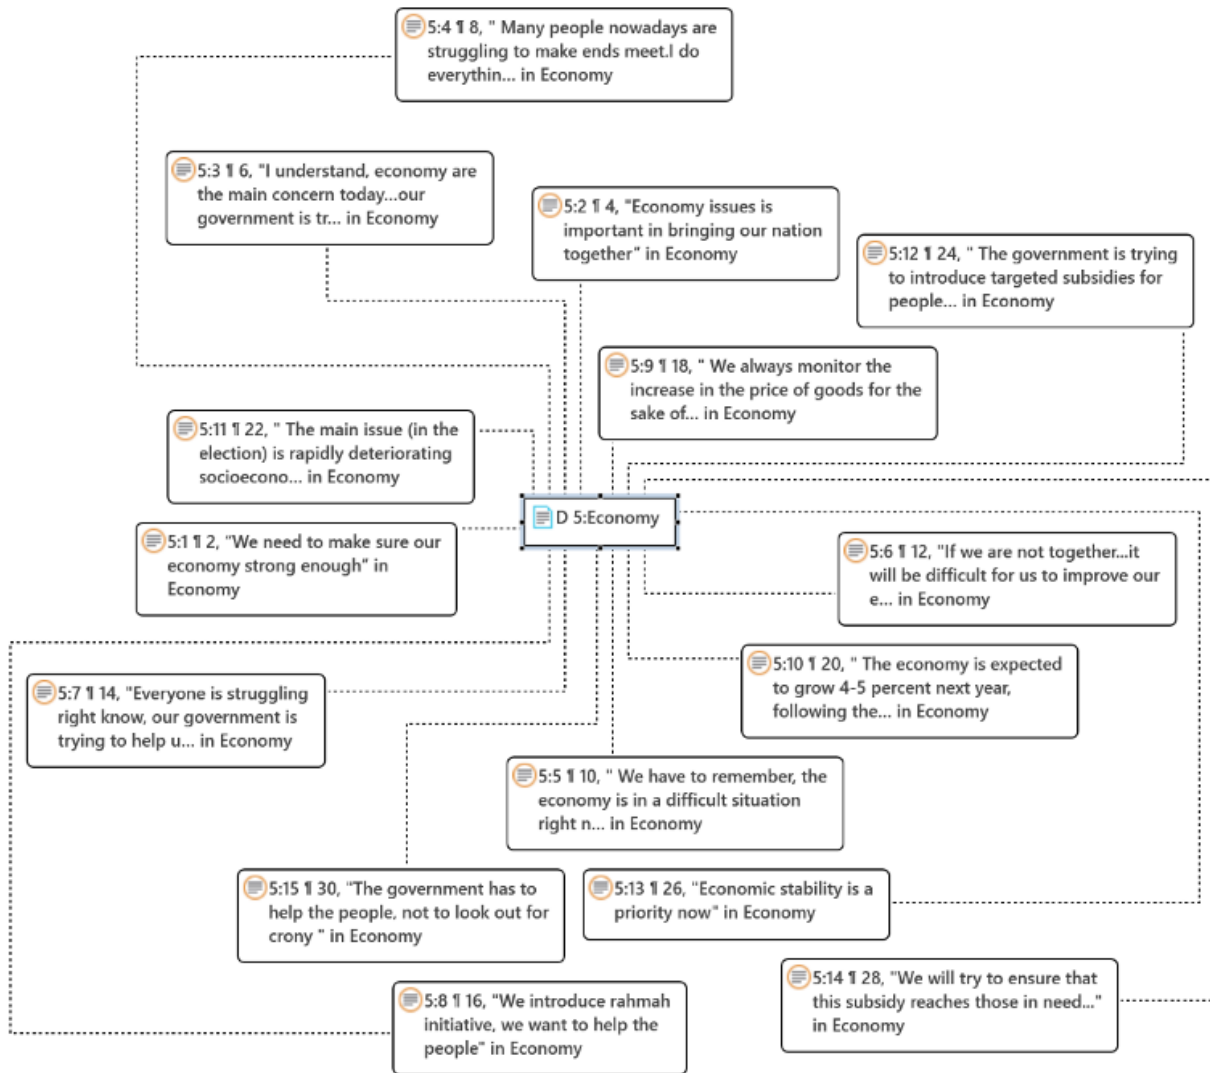 5:4 ¶ 8, " Many people nowadays are
struggling to make ends meet.I do
everythin... in Economy
5:3 ¶ 6, "I understand, economy are
the main concern today...our
government is tr... in Economy
5:2 ¶ 4, "Economy issues is
important in bringing our nation
together" in Economy
5:12 ¶ 24, " The government is trying
to introduce targeted subsidies for
people... in Economy
5:9 ¶ 18, " We always monitor the
increase in the price of goods for the
sake of... in Economy
5:11 ¶ 22, " The main issue (in the
election) is rapidly deteriorating
socioecono... in Economy
D 5:Economy
5:1 ¶ 2, "We need to make sure our
economy strong enough" in
Economy
5:6 ¶ 12, "If we are not together...it
will be difficult for us to improve our
e... in Economy
5:10 ¶ 20, " The economy is expected
to grow 4-5 percent next year,
following the... in Economy
5:7 ¶ 14, "Everyone is struggling
right know, our government is
trying to help u... in Economy
5:5 ¶ 10, " We have to remember, the
economy is in a difficult situation
right n... in Economy
5:15 ¶ 30, "The government has to
help the people, not to look out for
crony " in Economy
5:13 ¶ 26, "Economic stability is a
priority now" in Economy
5:14 ¶ 28, "We will try to ensure that
this subsidy reaches those in need..."
in Economy
5:8 ¶ 16, "We introduce rahmah
initiative, we want to help the
people" in Economy